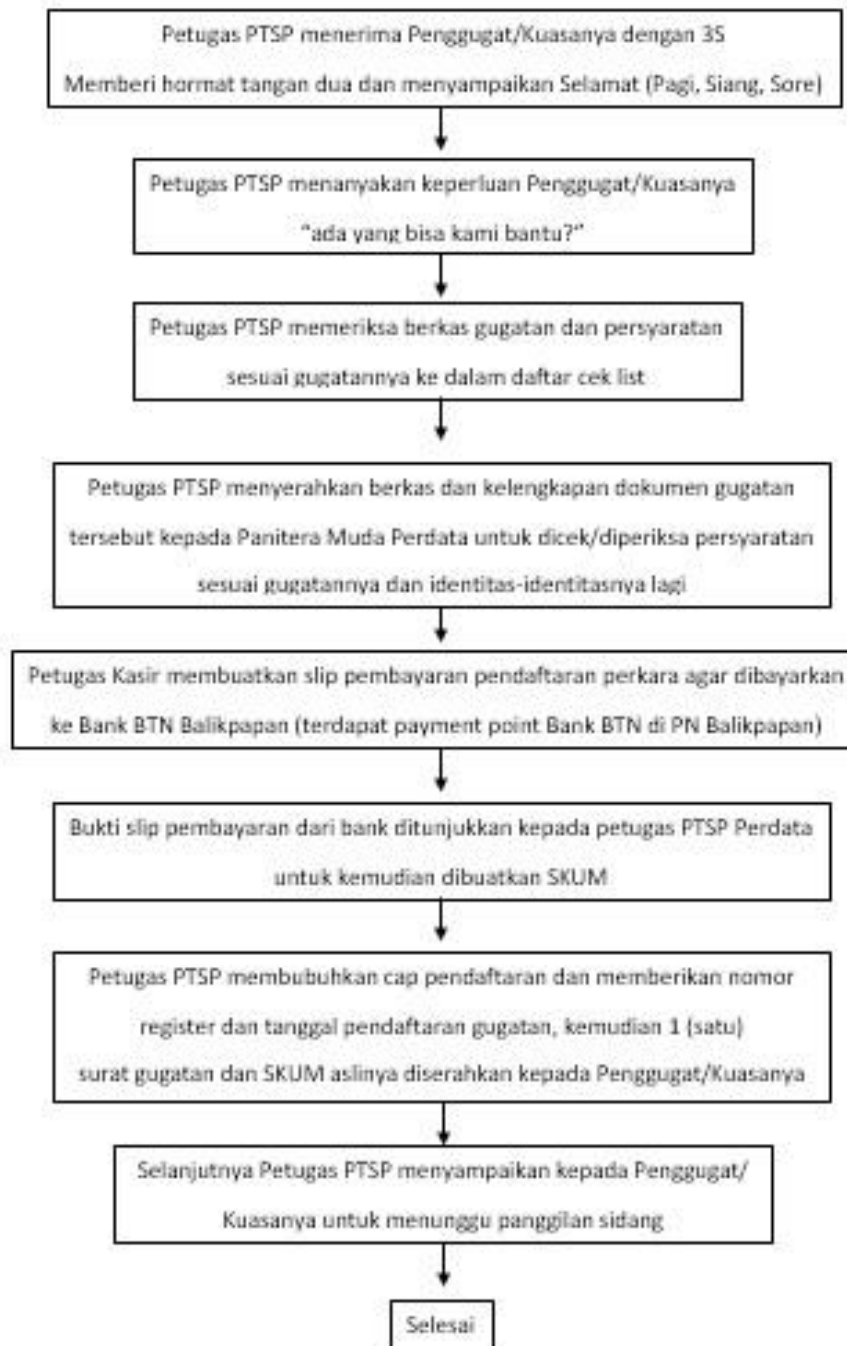 Petugas PTSP menerima Penggugat/Kuasanya dengan 3S
Memberi hormat tangan dua dan menyampaikan Selamat (Pagi, Siang, Sore)
Petugas PTSP menanyakan keperluan Penggugat/Kuasanya
"ada yang bisa kami bantu?"
Petugas PTSP memeriksa berkas gugatan dan persyaratan
sesuai gugatannya ke dalam daftar cek list
Petugas PTSP menyerahkan berkas dan kelengkapan dokumen gugatan
tersebut kepada Panitera Muda Perdata untuk dicek/diperiksa persyaratan
sesuai gugatannya dan identitas-identitasnya lagi
Petugas Kasir membuatkan slip pembayaran pendaftaran perkara agar dibayarkan
ke Bank BTN Balikpapan (terdapat payment point Bank BTN di PN Balikpapan)
Bukti slip pembayaran dari bank ditunjukkan kepada petugas PTSP Perdata
untuk kemudian dibuatkan SKUM
Petugas PTSP membubuhkan cap pendaftaran dan memberikan nomor
register dan tanggal pendaftaran gugatan, kemudian 1 (satu)
surat gugatan dan SKUM aslinya diserahkan kepada Penggugat/Kuasanya
Selanjutnya Petugas PTSP menyampaikan kepada Penggugat/
Kuasanya untuk menunggu panggilan sidang
Selesai